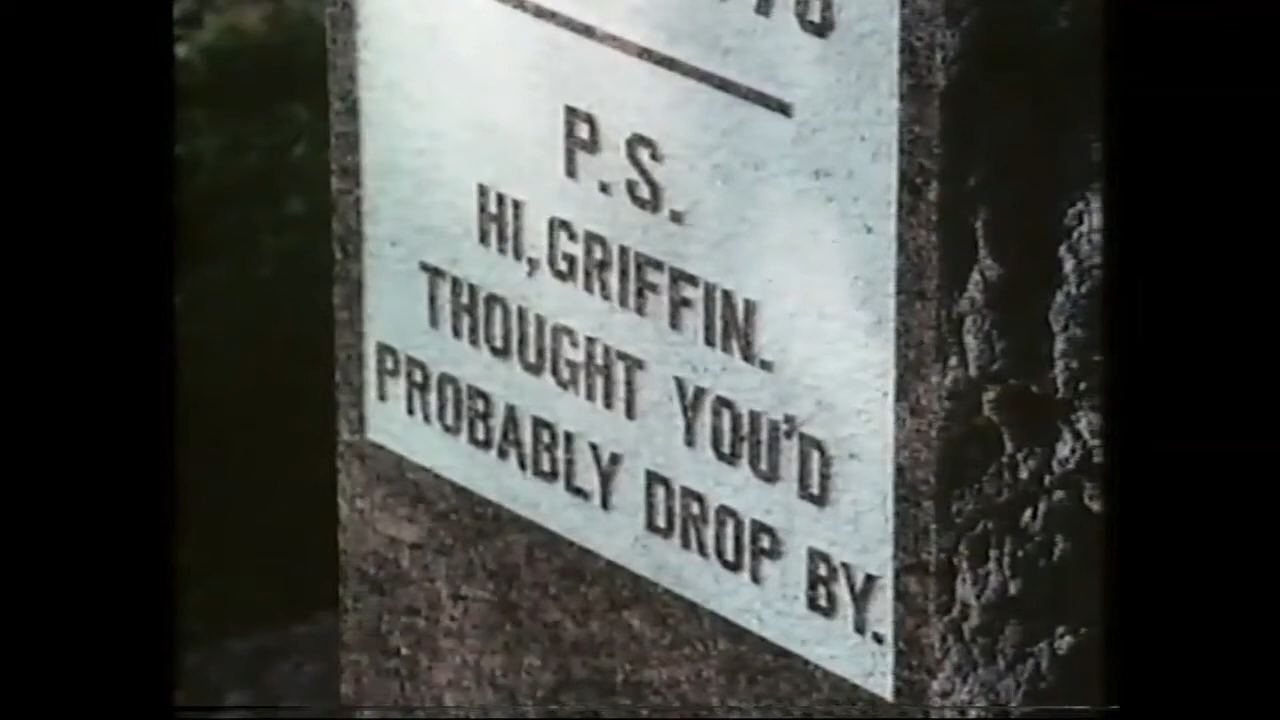 P.S.
HI, GRIFFIN.
THOUGHT YOU'D
PROBABLY DROP BY.